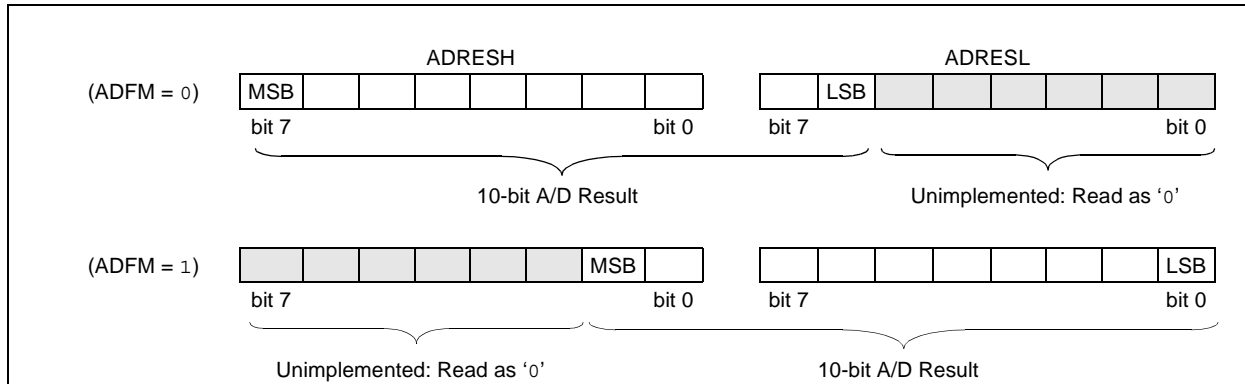 ADRESH ADRESL
(ADFM = 0) MSB LSB
bit 7 bit 0 bit 7 bit 0
10-bit A/D Result Unimplemented: Read as ‘0’
(ADFM = 1) MSB LSB
bit 7 bit 0 bit 7 bit 0
Unimplemented: Read as ‘0’ 10-bit A/D Result